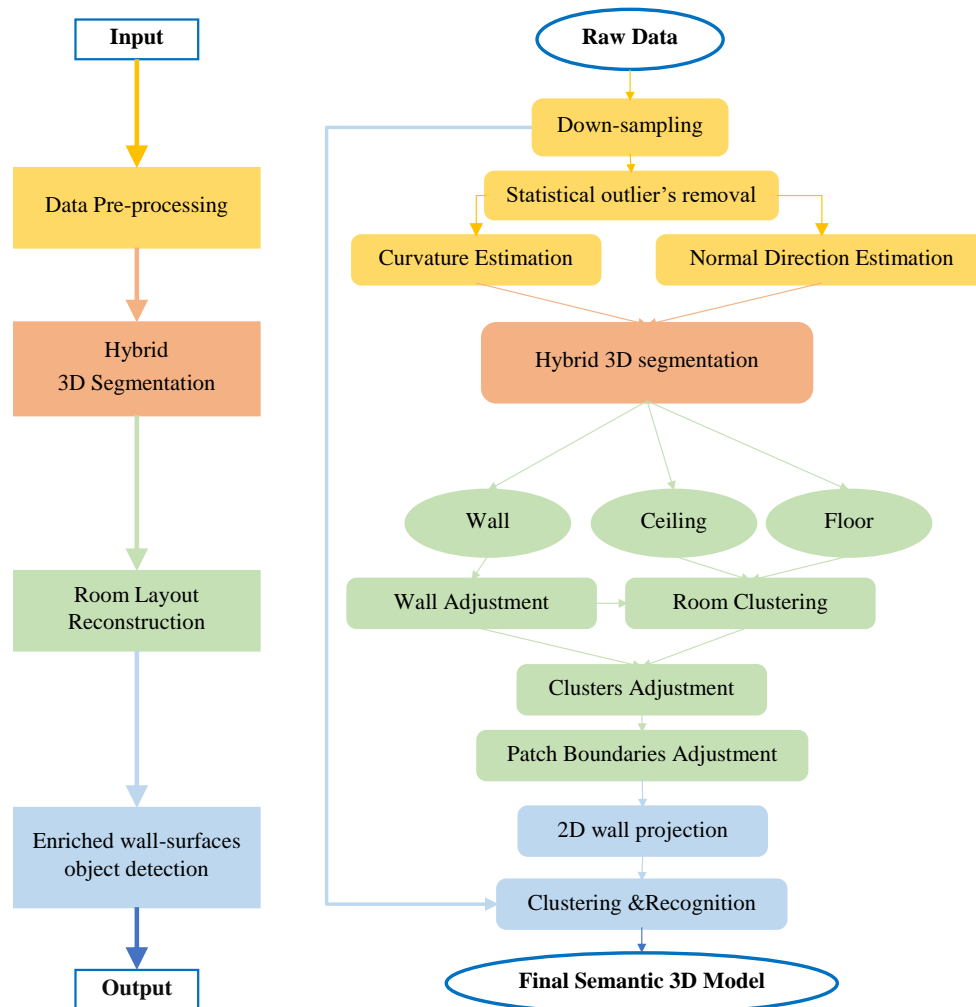 Input
Data Pre-processing
Hybrid
3D Segmentation
Room Layout
Reconstruction
Enriched wall-surfaces
object detection
Output
Raw Data
Down-sampling
Statistical outlier’s removal
Curvature Estimation
Normal Direction Estimation
Hybrid 3D segmentation
Wall
Ceiling
Floor
Wall Adjustment
Room Clustering
Clusters Adjustment
Patch Boundaries Adjustment
2D wall projection
Clustering &Recognition
Final Semantic 3D Model